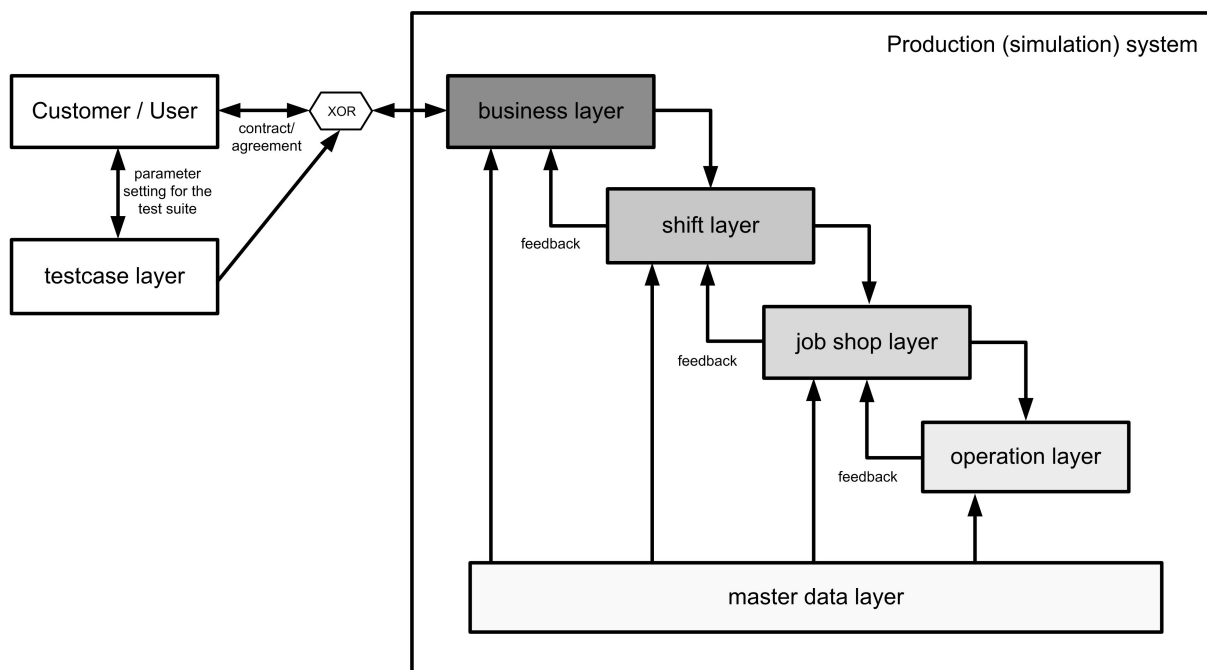 Production (simulation) system
Customer / User
XOR
business layer
contract/
agreement
parameter
setting for the
test suite
shift layer
feedback
testcase layer
job shop layer
feedback
operation layer
feedback
master data layer